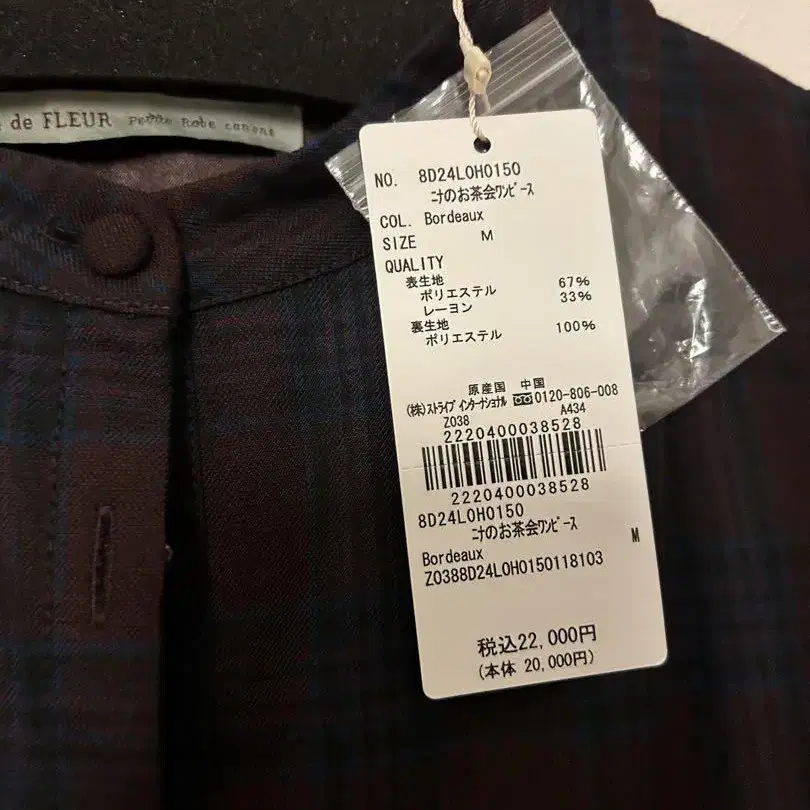 de FLEUR Petite Robe canone
NO. 8D24L0H0150
ニナのお茶会ワンピース
COL. Bordeaux
SIZE M
QUALITY
表生地
ポリエステル 67%
レーヨン 33%
裏生地
ポリエステル 100%
原産国 中国
(株)ストライプインターナショナル 0120-806-008
Z038 A434
2220400038528
2220400038528
8D24L0H0150
ニナのお茶会ワンピース
Bordeaux M
Z0388D24L0H0150118103
税込22,000円
(本体 20,000円)